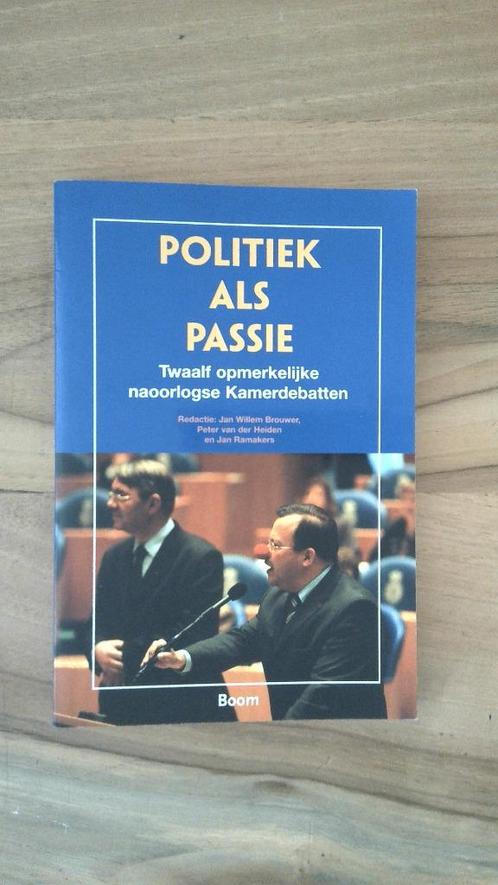 POLITIEK
ALS
PASSIE
Twaalf opmerkelijke
naoorlogse Kamerdebatten
Redactie: Jan Willem Brouwer,
Peter van der Heiden
en Jan Ramakers
Boom